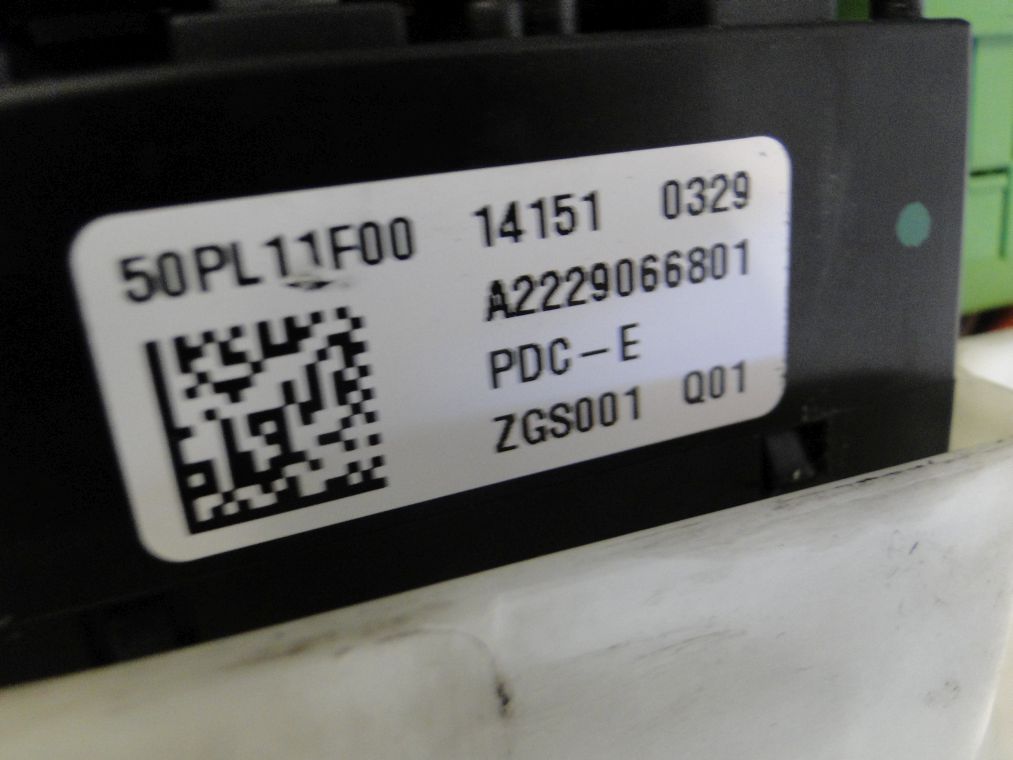 50PL11F00 14151 0329
A2229066801
PDC-E
ZGS001 Q01